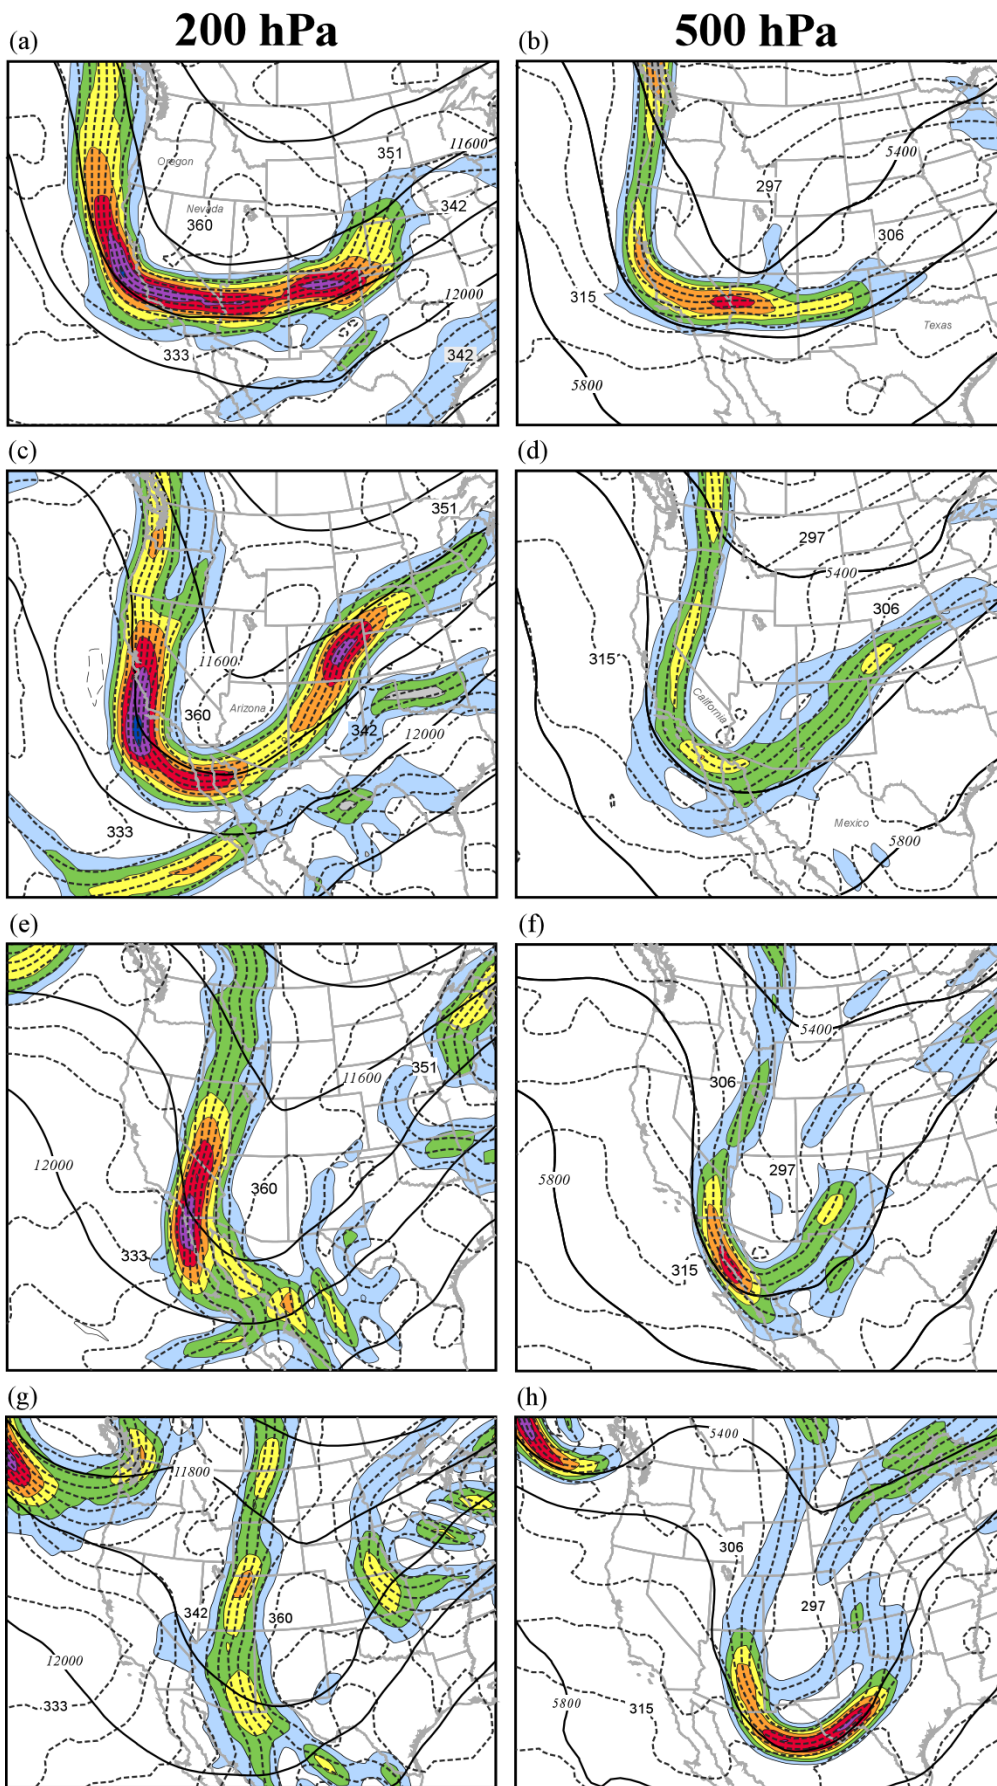 200 hPa
500 hPa
(a)
(b)
11600
351
Oregon
5400
297
342
Nevada
360
306
315
12000
Texas
333
342
5800
(c)
(d)
351
297
5400
306
11600
315
360
Arizona
California
342
12000
333
Mexico
5800
(e)
(f)
5400
11600
351
306
12000
5800
297
360
333
315
(g)
(h)
5400
11800
306
342
360
297
12000
5800
333
315